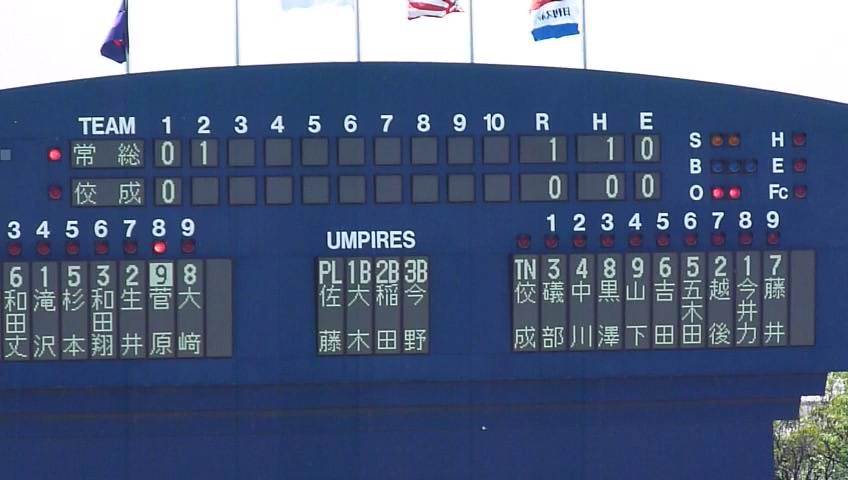 TEAM 1 2 3 4 5 6 7 8 9 10 R H E
常総 0 1 1 1 0
佼成 0 0 0 0
S H
B E
O Fc
3 4 5 6 7 8 9
6 1 5 3 2 9 8
和田丈 滝沢 杉本 和田翔 生井 菅原 大﨑
UMPIRES
PL 1B 2B 3B
佐藤 大木 稲田 今野
1 2 3 4 5 6 7 8 9
TN 3 4 8 9 6 5 2 1 7
佼成 磯部 中川 黒澤 山下 吉田 五木田 越後 今井力 藤井